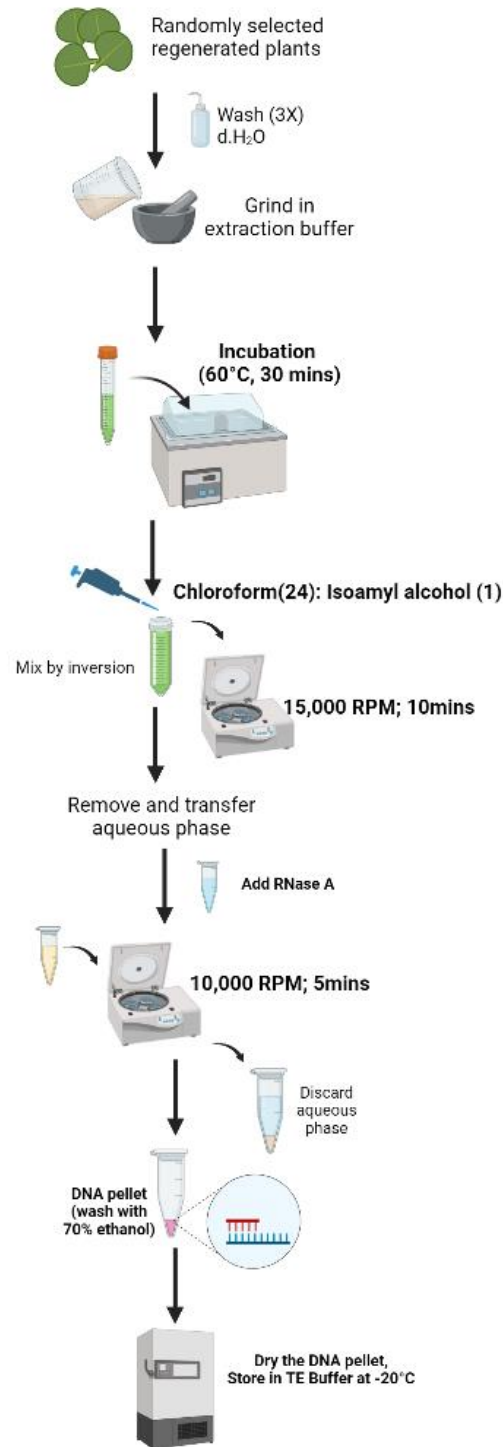 Randomly selected
regenerated plants
Wash (3X)
d.H₂O
Grind in
extraction buffer
Incubation
(60°C, 30 mins)
Chloroform(24): Isoamyl alcohol (1)
Mix by inversion
15,000 RPM; 10mins
Remove and transfer
aqueous phase
Add RNase A
10,000 RPM; 5mins
Discard
aqueous
phase
DNA pellet
(wash with
70% ethanol)
Dry the DNA pellet,
Store in TE Buffer at -20°C